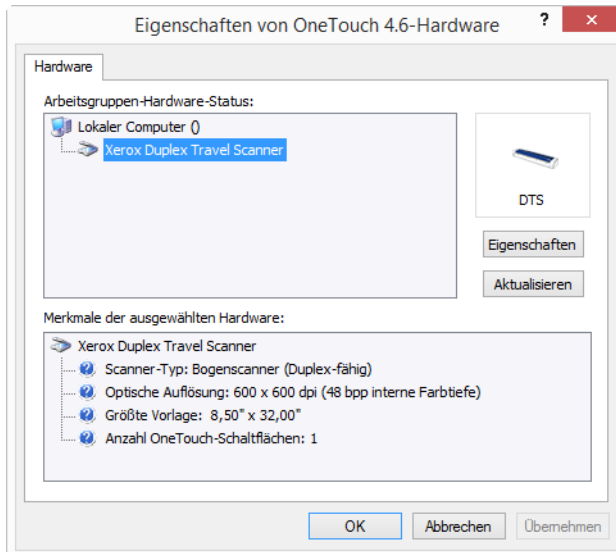 Eigenschaften von OneTouch 4.6-Hardware
Hardware
Arbeitsgruppen-Hardware-Status:
Lokaler Computer ()
Xerox Duplex Travel Scanner
DTS
Eigenschaften
Aktualisieren
Merkmale der ausgewählten Hardware:
Xerox Duplex Travel Scanner
Scanner-Typ: Bogenscanner (Duplex-fähig)
Optische Auflösung: 600 x 600 dpi (48 bpp interne Farbtiefe)
Größte Vorlage: 8,50" x 32,00"
Anzahl OneTouch-Schaltflächen: 1
OK Abbrechen Übernehmen